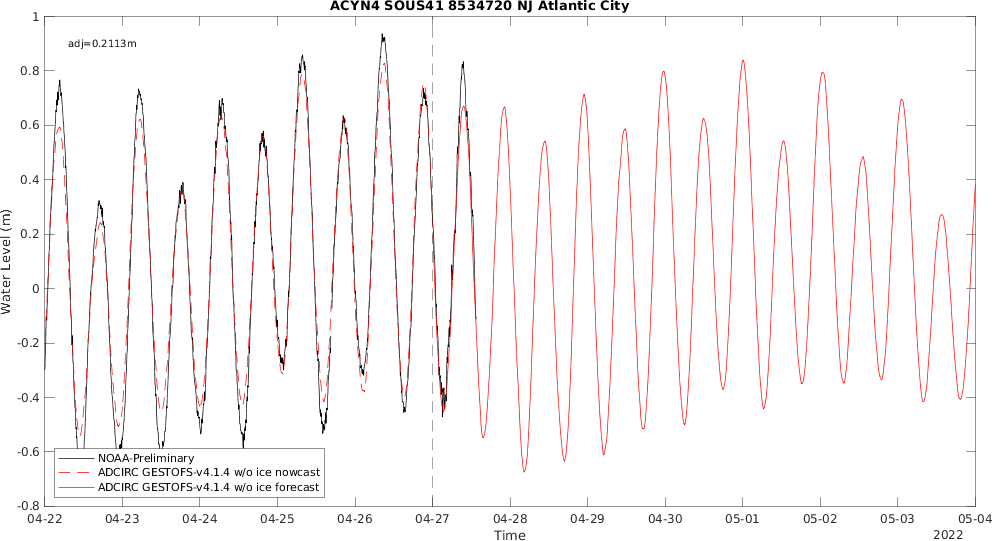 ACYN4 SOUS41 8534720 NJ Atlantic City
adj=0.2113m
1
0.8
0.6
0.4
0.2
0
-0.2
-0.4
-0.6
-0.8
Water Level (m)
NOAA-Preliminary
ADCIRC GESTOFS-v4.1.4 w/o ice nowcast
ADCIRC GESTOFS-v4.1.4 w/o ice forecast
04-22 04-23 04-24 04-25 04-26 04-27 04-28 04-29 04-30 05-01 05-02 05-03 05-04
Time
2022